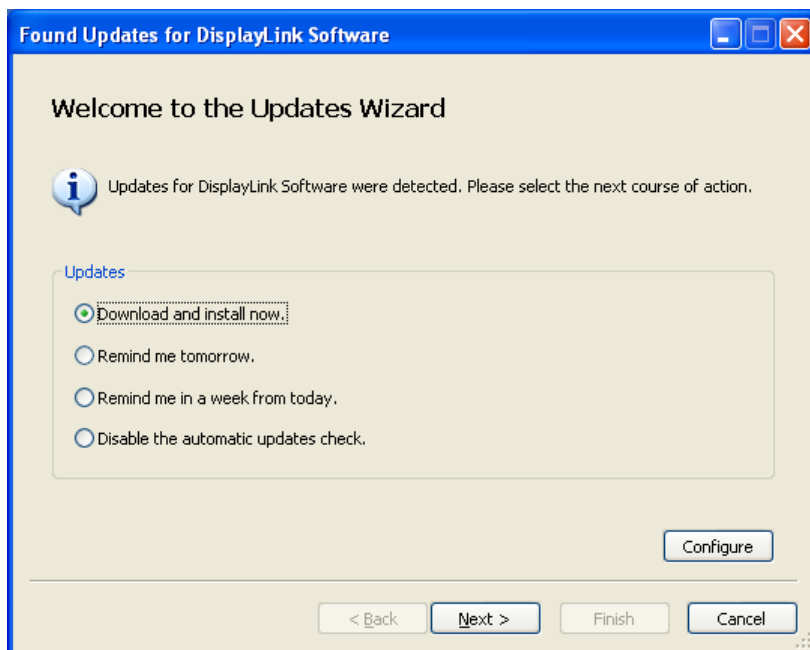 Found Updates for DisplayLink Software
Welcome to the Updates Wizard
Updates for DisplayLink Software were detected. Please select the next course of action.
Updates
Download and install now.
Remind me tomorrow.
Remind me in a week from today.
Disable the automatic updates check.
Configure
< Back Next > Finish Cancel